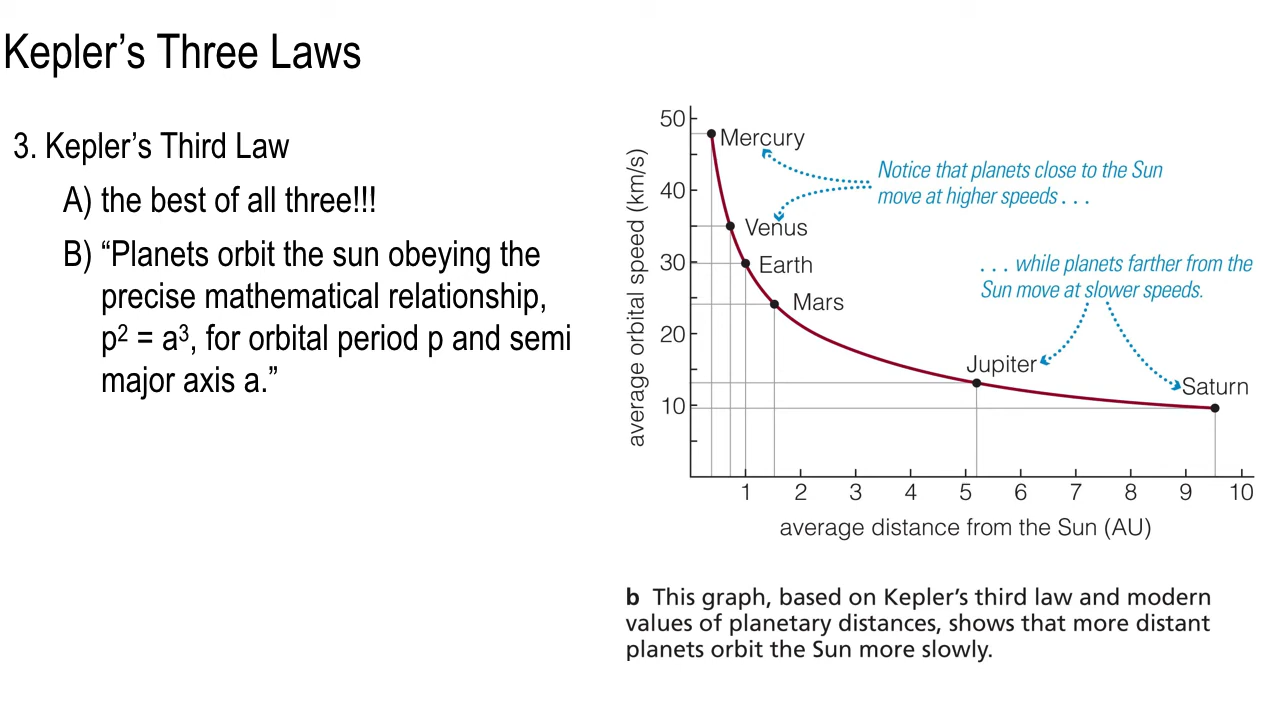 Kepler’s Three Laws
3. Kepler’s Third Law
A) the best of all three!!!
B) “Planets orbit the sun obeying the
precise mathematical relationship,
p² = a³, for orbital period p and semi
major axis a.”
average orbital speed (km/s)
50
40
30
20
10
Mercury
Notice that planets close to the Sun
move at higher speeds . . .
Venus
Earth
. . . while planets farther from the
Sun move at slower speeds.
Mars
Jupiter
Saturn
1 2 3 4 5 6 7 8 9 10
average distance from the Sun (AU)
b This graph, based on Kepler’s third law and modern
values of planetary distances, shows that more distant
planets orbit the Sun more slowly.